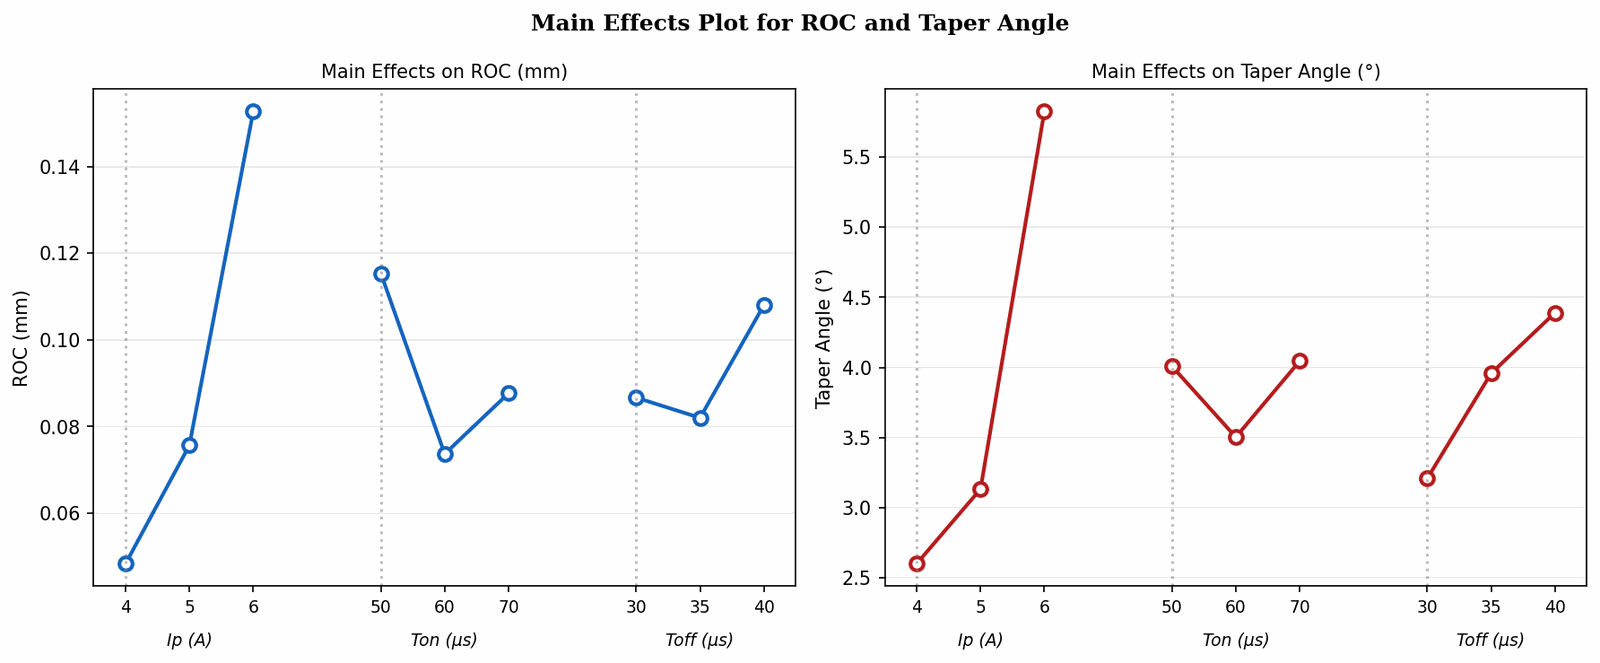 Main Effects Plot for ROC and Taper Angle
Main Effects on ROC (mm)
ROC (mm)
0.14
0.12
0.10
0.08
0.06
4 5 6 50 60 70 30 35 40
Ip (A) Ton (µs) Toff (µs)
Main Effects on Taper Angle (°)
Taper Angle (°)
5.5
5.0
4.5
4.0
3.5
3.0
2.5
4 5 6 50 60 70 30 35 40
Ip (A) Ton (µs) Toff (µs)